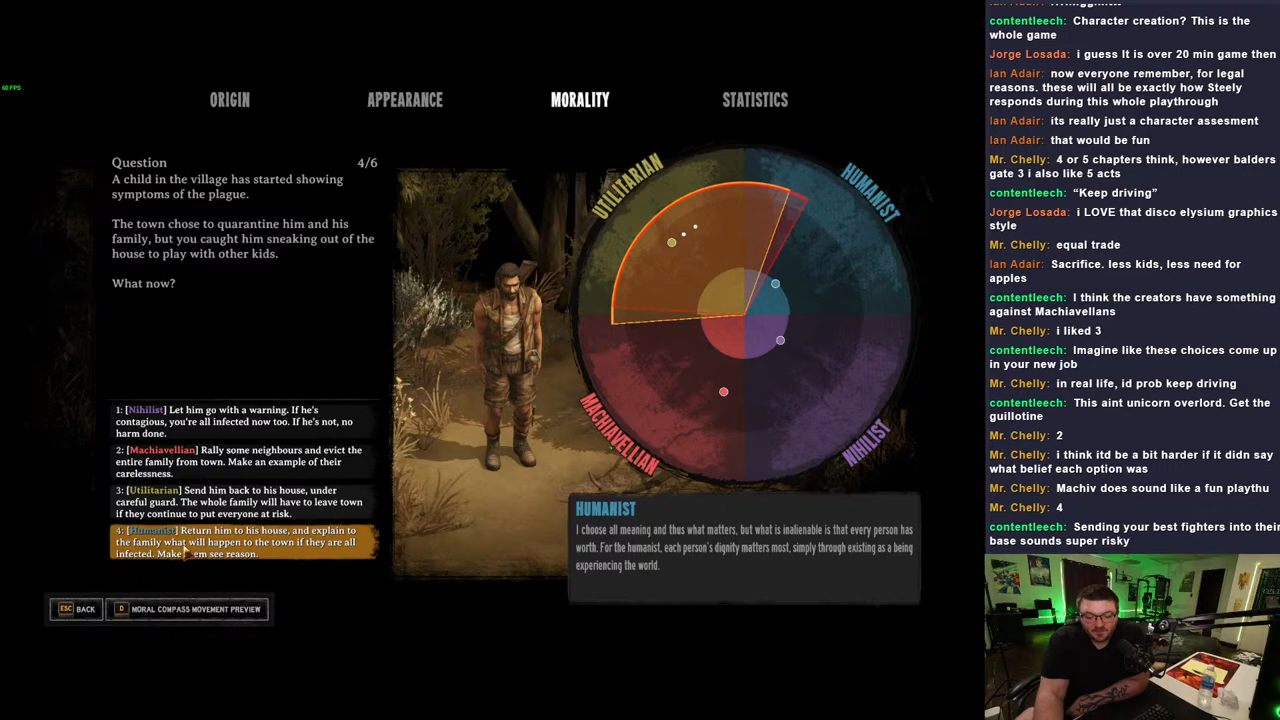 60 FPS
ORIGIN
APPEARANCE
MORALITY
STATISTICS
Question
4/6
A child in the village has started showing
symptoms of the plague.
The town chose to quarantine him and his
family, but you caught him sneaking out of the
house to play with other kids.
What now?
1: [Nihilist] Let him go with a warning. If he's
contagious, you're all infected now too. If he's not, no
harm done.
2: [Machiavellian] Rally some neighbours and evict the
entire family from town. Make an example of their
carelessness.
3: [Utilitarian] Send him back to his house, under
careful guard. The whole family will have to leave town
if they continue to put everyone at risk.
4: [Humanist] Return him to his house, and explain to
the family what will happen to the town if they are all
infected. Make them see reason.
ESC BACK
D MORAL COMPASS MOVEMENT PREVIEW
UTILITARIAN
HUMANIST
MACHIAVELLIAN
NIHILIST
HUMANIST
I choose all meaning and thus what matters, but what is inalienable is that every person has
worth. For the humanist, each person's dignity matters most, simply through existing as a being
experiencing the world.
contentleech: Character creation? This is the
whole game
Jorge Losada: i guess It is over 20 min game then
Ian Adair: now everyone remember, for legal
reasons. these will all be exactly how Steely
responds during this whole playthrough
Ian Adair: its really just a character assesment
Ian Adair: that would be fun
Mr. Chelly: 4 or 5 chapters think, however balders
gate 3 i also like 5 acts
contentleech: “Keep driving”
Jorge Losada: i LOVE that disco elysium graphics
style
Mr. Chelly: equal trade
Ian Adair: Sacrifice. less kids, less need for
apples
contentleech: I think the creators have something
against Machiavellans
Mr. Chelly: i liked 3
contentleech: Imagine like these choices come up
in your new job
Mr. Chelly: in real life, id prob keep driving
contentleech: This aint unicorn overlord. Get the
guillotine
Mr. Chelly: 2
Mr. Chelly: i think itd be a bit harder if it didn say
what belief each option was
Mr. Chelly: Machiv does sound like a fun playthu
Mr. Chelly: 4
contentleech: Sending your best fighters into their
base sounds super risky